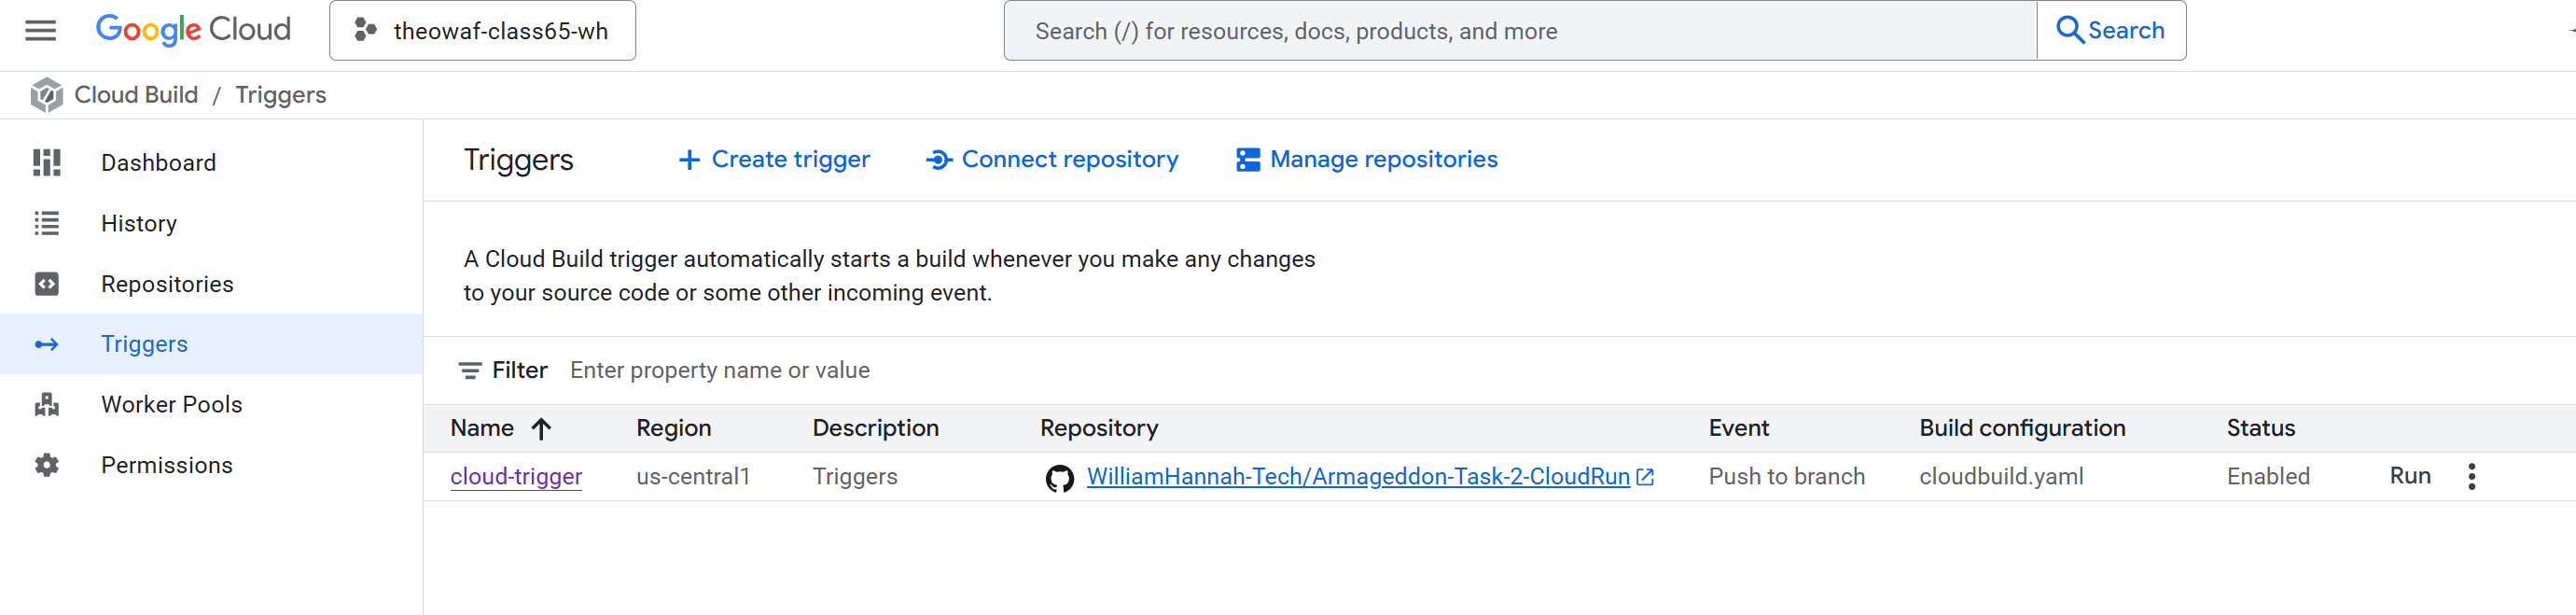 Google Cloud
theowaf-class65-wh
Search (/) for resources, docs, products, and more
Search
Cloud Build / Triggers
Dashboard
History
Repositories
Triggers
Worker Pools
Permissions
Triggers
Create trigger
Connect repository
Manage repositories
A Cloud Build trigger automatically starts a build whenever you make any changes
to your source code or some other incoming event.
Filter Enter property name or value
Name Region Description Repository Event Build configuration Status
cloud-trigger us-central1 Triggers WilliamHannah-Tech/Armageddon-Task-2-CloudRun Push to branch cloudbuild.yaml Enabled Run